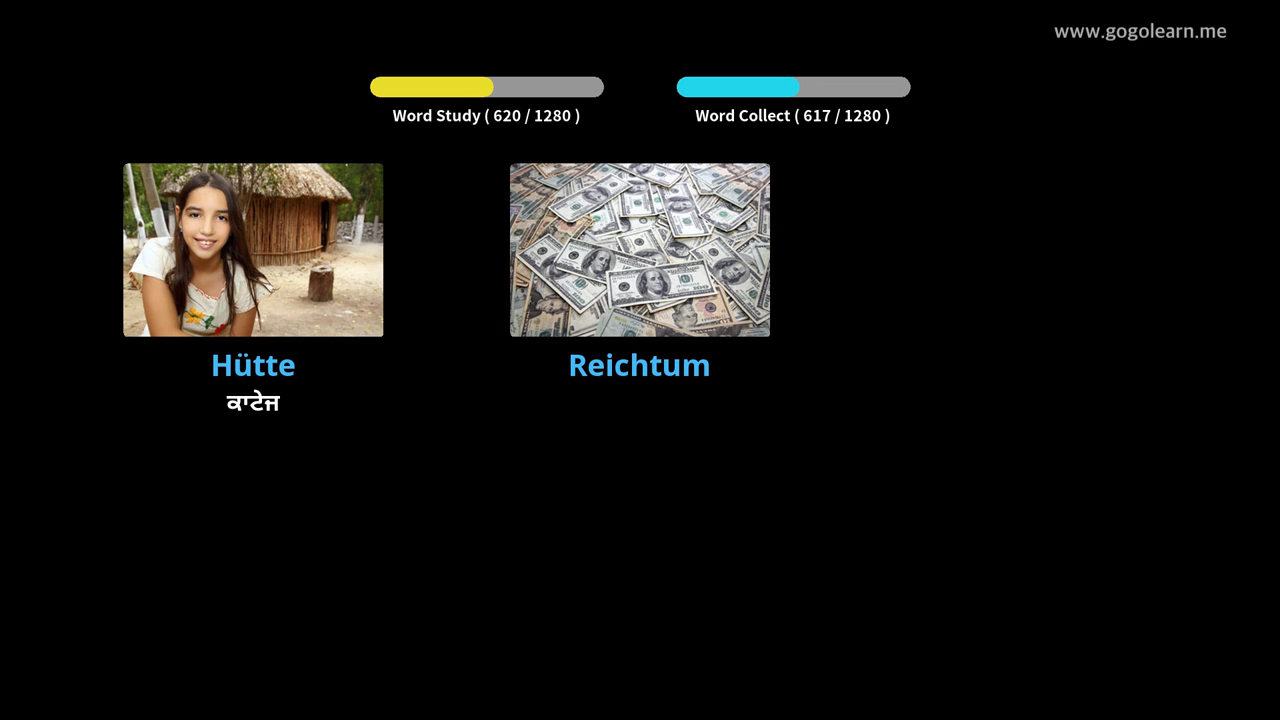 www.gogolearn.me
Word Study ( 620 / 1280 )
Word Collect ( 617 / 1280 )
Hütte
Reichtum
ਕਾਟੇਜ